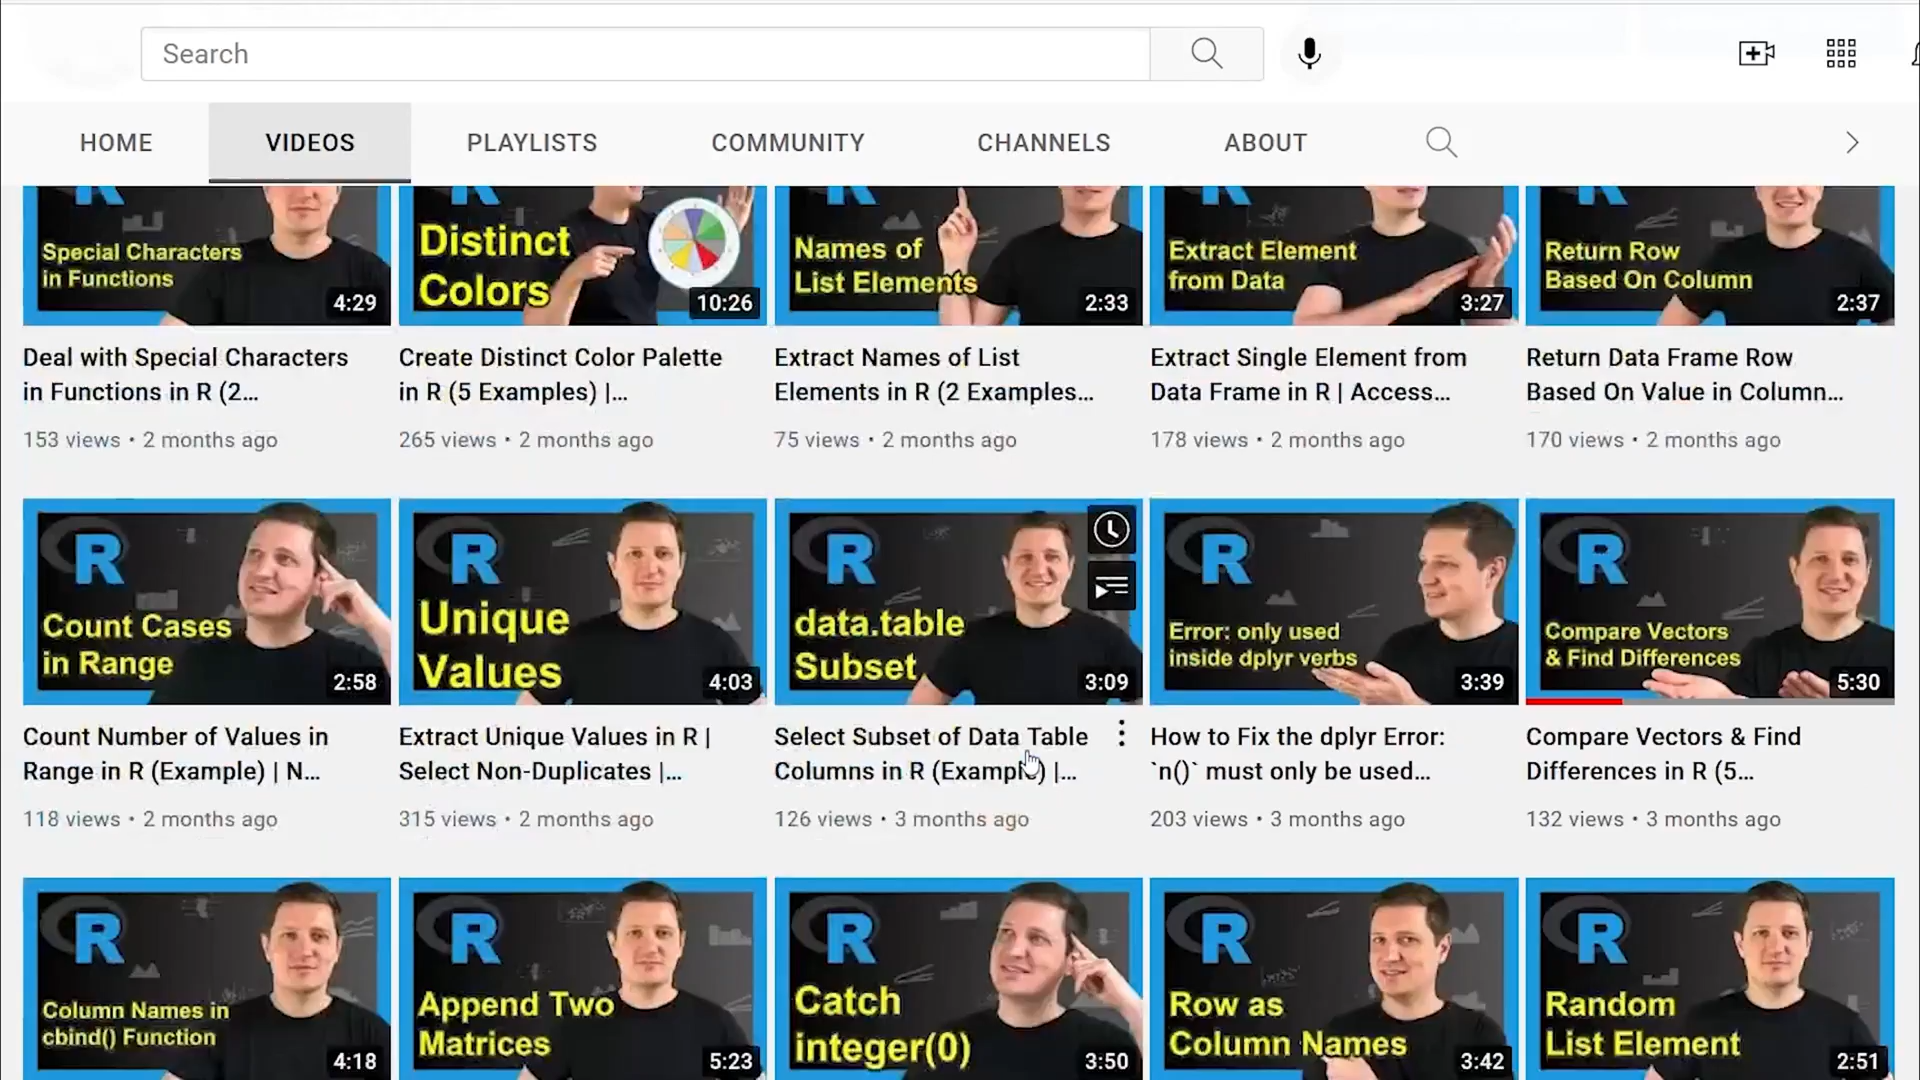 Search
HOME
VIDEOS
PLAYLISTS
COMMUNITY
CHANNELS
ABOUT
Special Characters
in Functions
4:29
Distinct
Colors
10:26
Names of
List Elements
2:33
Extract Element
from Data
3:27
Return Row
Based On Column
2:37
Deal with Special Characters
in Functions in R (2...
153 views • 2 months ago
Create Distinct Color Palette
in R (5 Examples) |...
265 views • 2 months ago
Extract Names of List
Elements in R (2 Examples...
75 views • 2 months ago
Extract Single Element from
Data Frame in R | Access...
178 views • 2 months ago
Return Data Frame Row
Based On Value in Column...
170 views • 2 months ago
R
Count Cases
in Range
2:58
R
Unique
Values
4:03
R
data.table
Subset
3:09
R
Error: only used
inside dplyr verbs
3:39
R
Compare Vectors
& Find Differences
5:30
Count Number of Values in
Range in R (Example) | N...
118 views • 2 months ago
Extract Unique Values in R |
Select Non-Duplicates |...
315 views • 2 months ago
Select Subset of Data Table
Columns in R (Example) |...
126 views • 3 months ago
How to Fix the dplyr Error:
`n()` must only be used...
203 views • 3 months ago
Compare Vectors & Find
Differences in R (5...
132 views • 3 months ago
R
Column Names in
cbind() Function
4:18
R
Append Two
Matrices
5:23
R
Catch
integer(0)
3:50
R
Row as
Column Names
3:42
R
Random
List Element
2:51